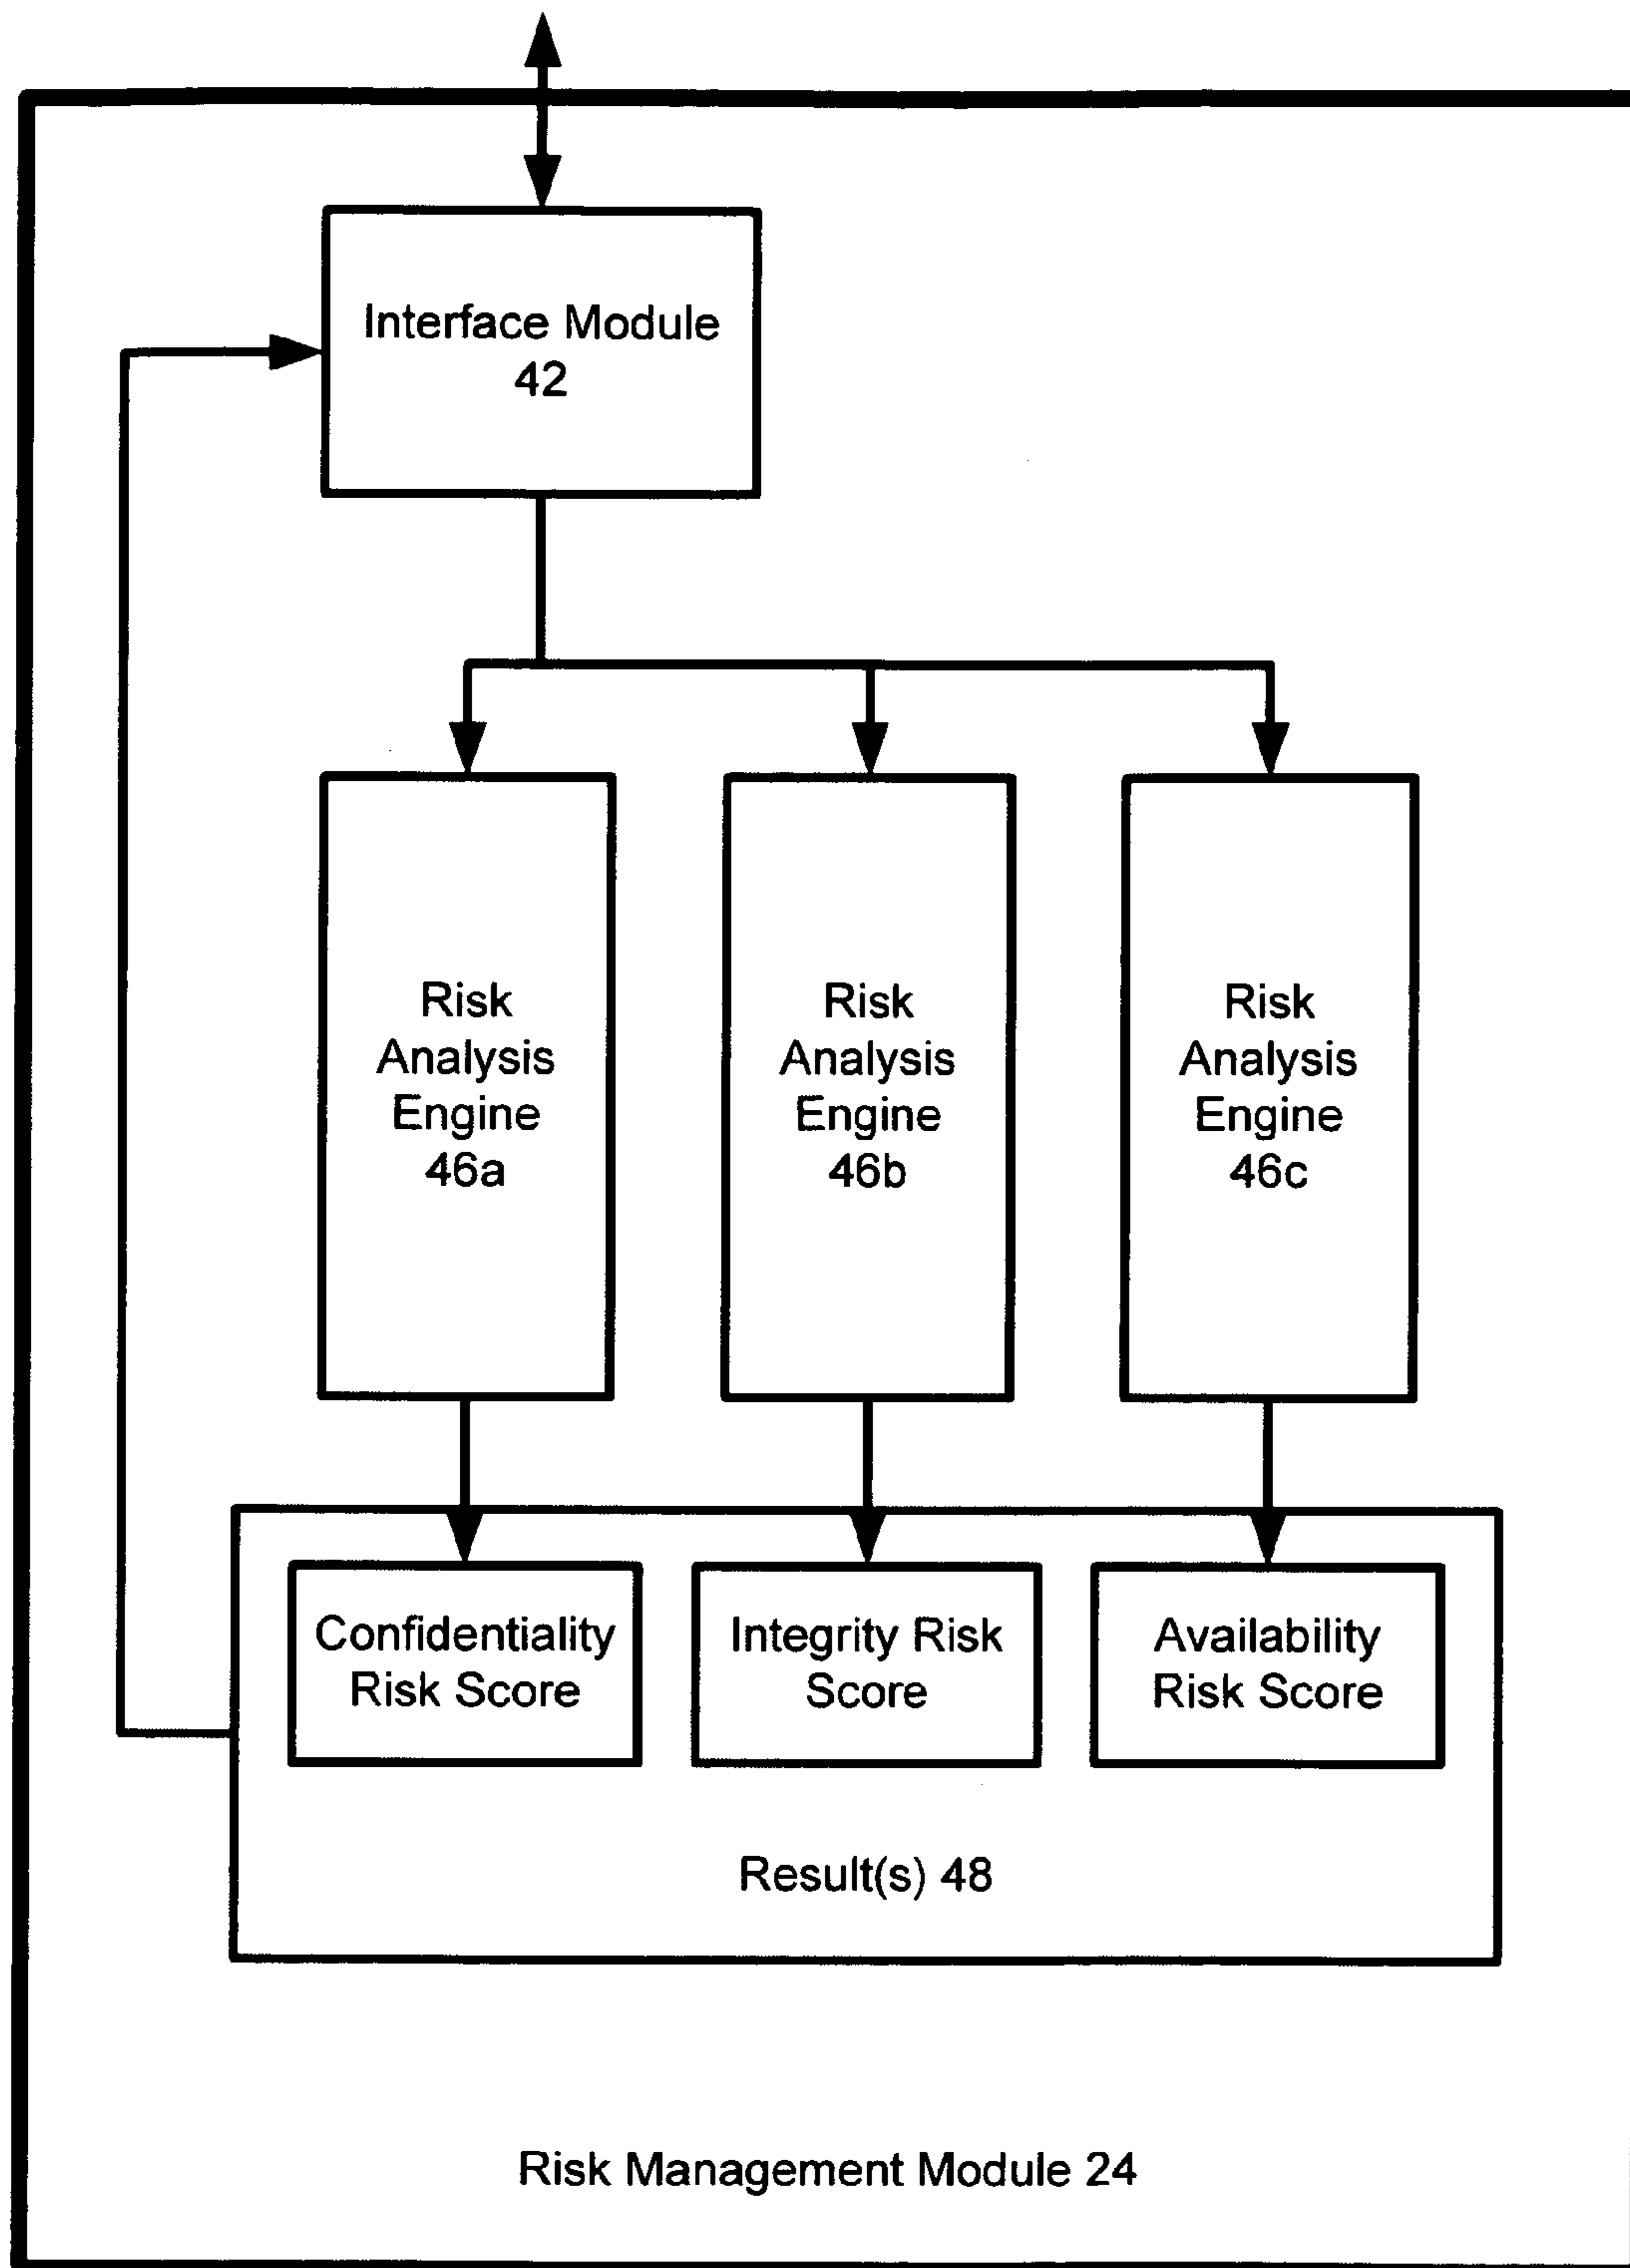 Interface Module
42
Risk
Analysis
Engine
46a
Risk
Analysis
Engine
46b
Risk
Analysis
Engine
46c
Confidentiality
Risk Score
Integrity Risk
Score
Availability
Risk Score
Result(s) 48
Risk Management Module 24